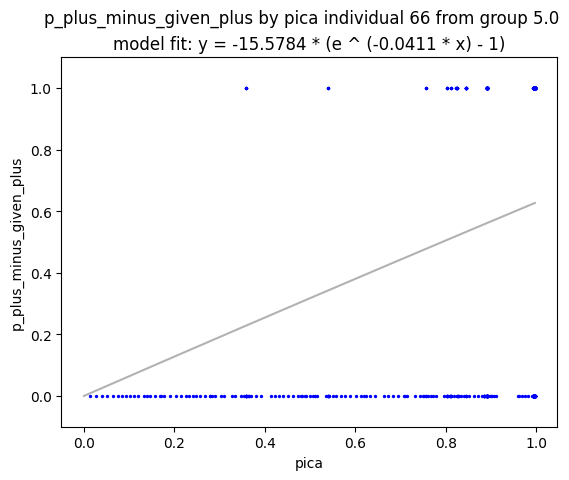 p_plus_minus_given_plus by pica individual 66 from group 5.0
model fit: y = -15.5784 * (e ^ (-0.0411 * x) - 1)
p_plus_minus_given_plus
1.0
0.8
0.6
0.4
0.2
0.0
0.0 0.2 0.4 0.6 0.8 1.0
pica